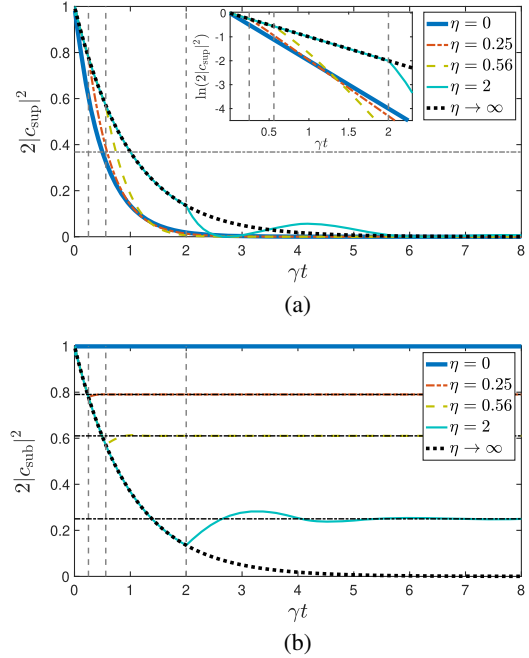 1
0.8
0.6
0.4
0.2
0
2|c_sup|^2
0 1 2 3 4 5 6 7 8
γt
0
-1
-2
-3
-4
ln(2|c_sup|^2)
0.5 1 1.5 2
γt
η = 0
η = 0.25
η = 0.56
η = 2
η → ∞
(a)
1
0.8
0.6
0.4
0.2
0
2|c_sub|^2
0 1 2 3 4 5 6 7 8
γt
η = 0
η = 0.25
η = 0.56
η = 2
η → ∞
(b)